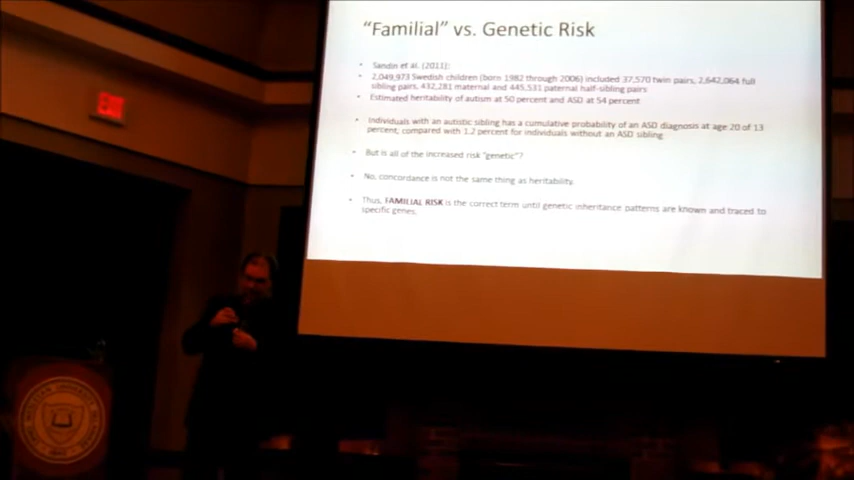 “Familial” vs. Genetic Risk
• Sandin et al. (2011):
• 2,049,973 Swedish children (born 1982 through 2006) included 37,570 twin pairs, 2,642,064 full
sibling pairs, 432,281 maternal and 445,531 paternal half-sibling pairs
• Estimated heritability of autism at 50 percent and ASD at 54 percent
• Individuals with an autistic sibling has a cumulative probability of an ASD diagnosis at age 20 of 13
percent, compared with 1.2 percent for individuals without an ASD sibling
• But is all of the increased risk "genetic"?
• No, concordance is not the same thing as heritability.
• Thus, FAMILIAL RISK is the correct term until genetic inheritance patterns are known and traced to
specific genes.
WESLEYAN UNIVERSITY